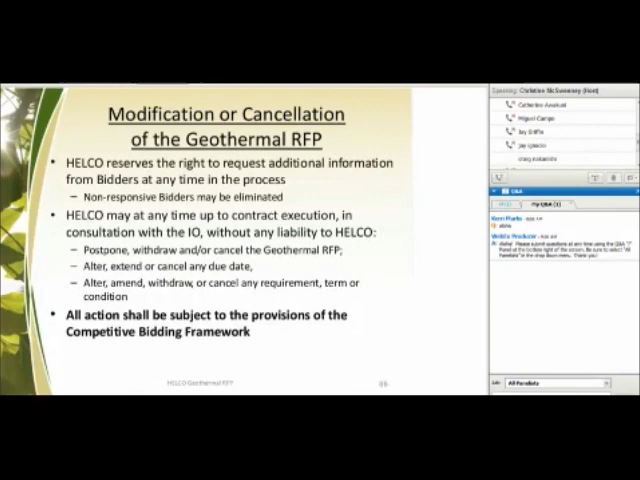 Modification or Cancellation
of the Geothermal RFP
• HELCO reserves the right to request additional information
from Bidders at any time in the process
– Non-responsive Bidders may be eliminated
• HELCO may at any time up to contract execution, in
consultation with the IO, without any liability to HELCO:
– Postpone, withdraw and/or cancel the Geothermal RFP;
– Alter, extend or cancel any due date,
– Alter, amend, withdraw, or cancel any requirement, term or
condition
• All action shall be subject to the provisions of the
Competitive Bidding Framework
HELCO Geothermal RFP
Speaking: Christine McSweeney (Host)
Catherine Awakuni
Miguel Campo
Jay Griffin
Jay Ignacio
Q&A
My Q&A (1)
Kerri Marks
aloha
WebEx Producer
Aloha! Please submit questions at any time using the Q&A
Panel at the bottom right of the screen. Be sure to select "All
Panelists" in the drop down menu. Thank you!
Ask:
All Panelists